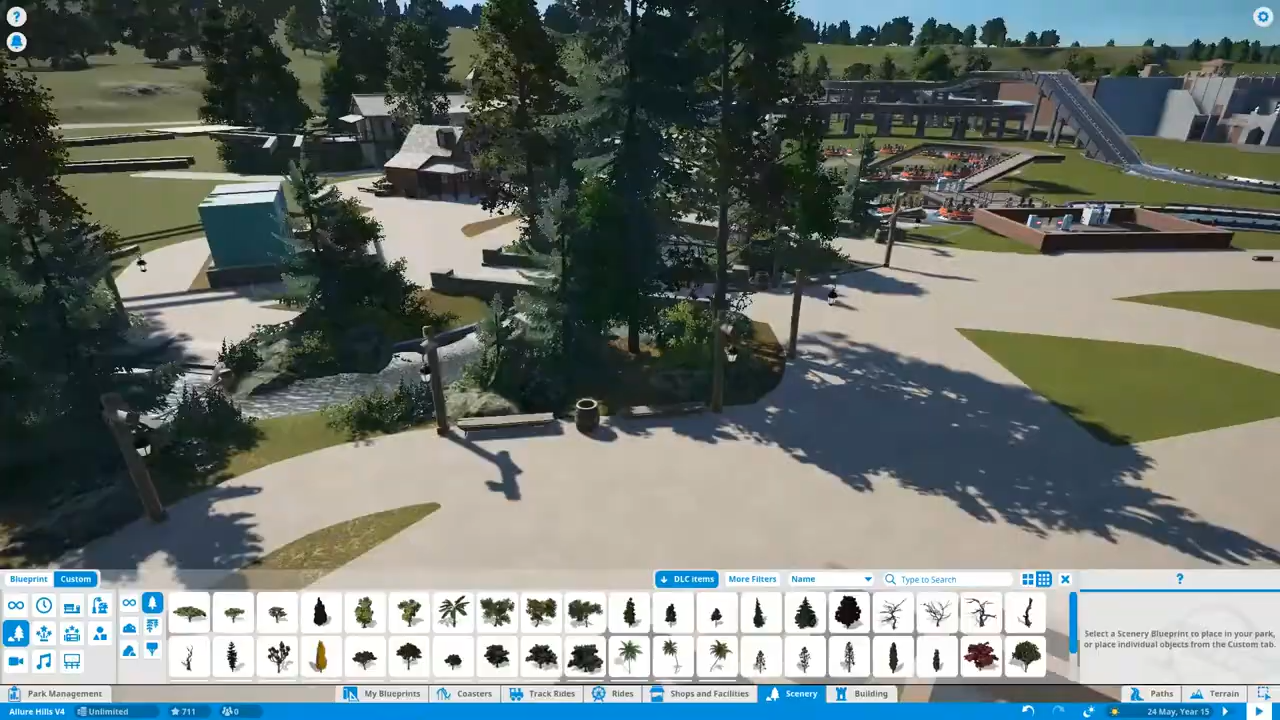 ?
Blueprint Custom
DLC items More Filters Name Type to Search ?
Select a Scenery Blueprint to place in your park,
or place individual objects from the Custom tab.
Park Management My Blueprints Coasters Track Rides Rides Shops and Facilities Scenery Building Paths Terrain
Allure Hills V4 Unlimited 711 0 24 May, Year 15